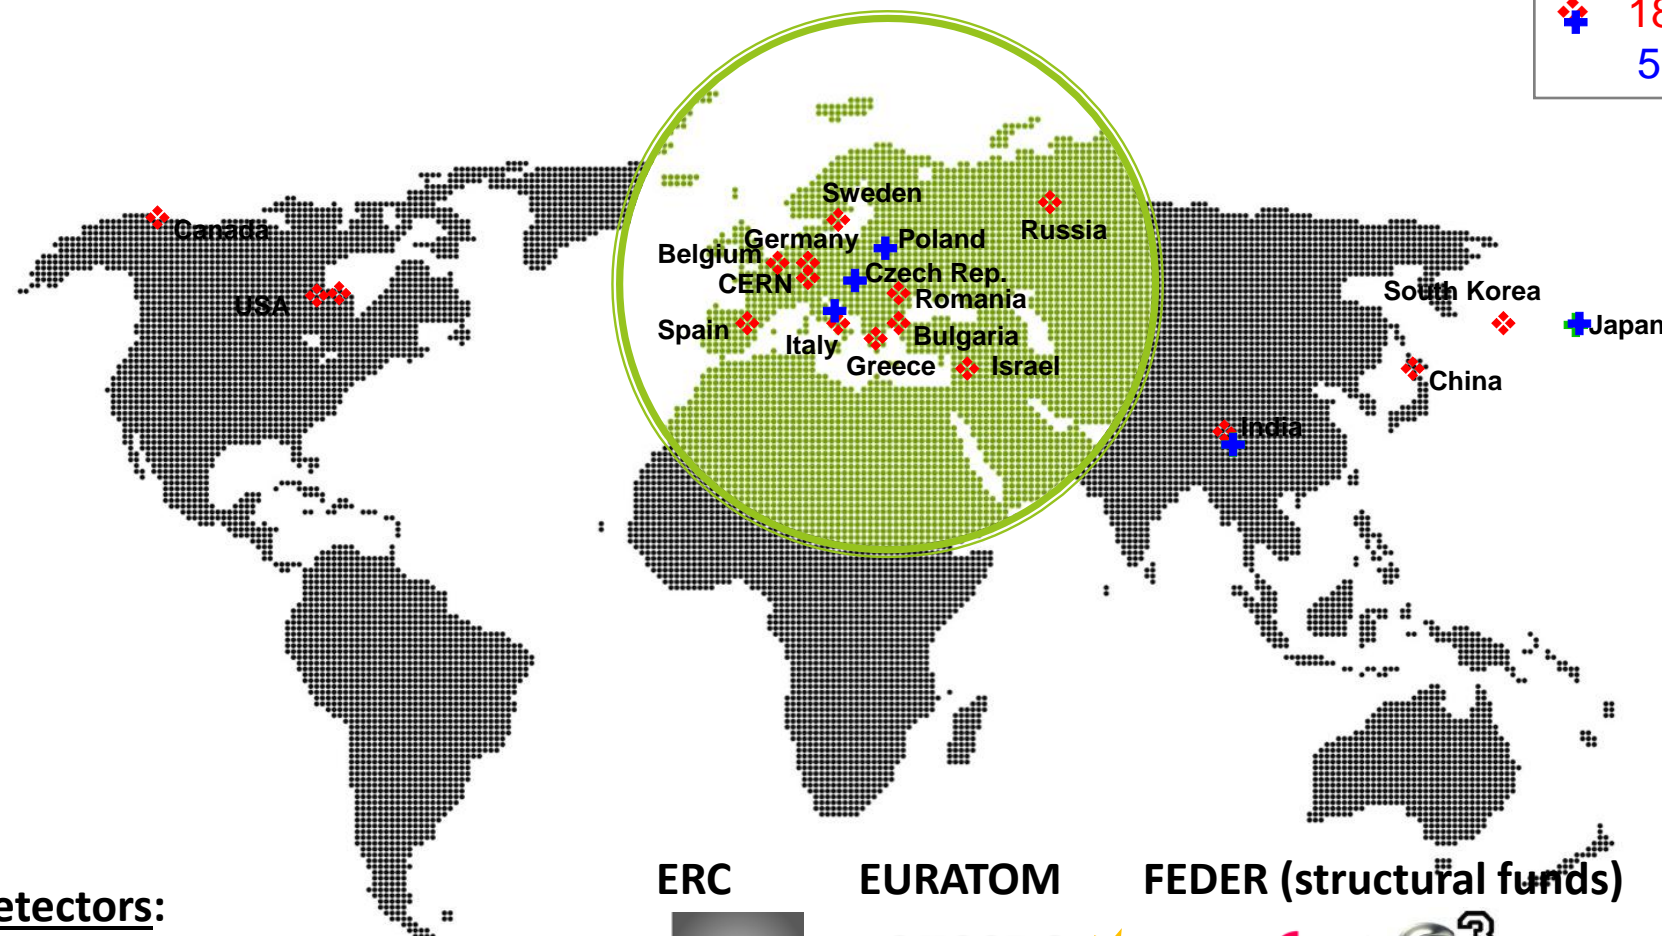 18
5
Sweden
Canada
Russia
Germany
Poland
Belgium
CERN
Czech Rep.
South Korea
USA
Romania
Spain
Italy
Bulgaria
Japan
Greece
Israel
China
India
ERC
EURATOM
FEDER (structural funds)
etectors: